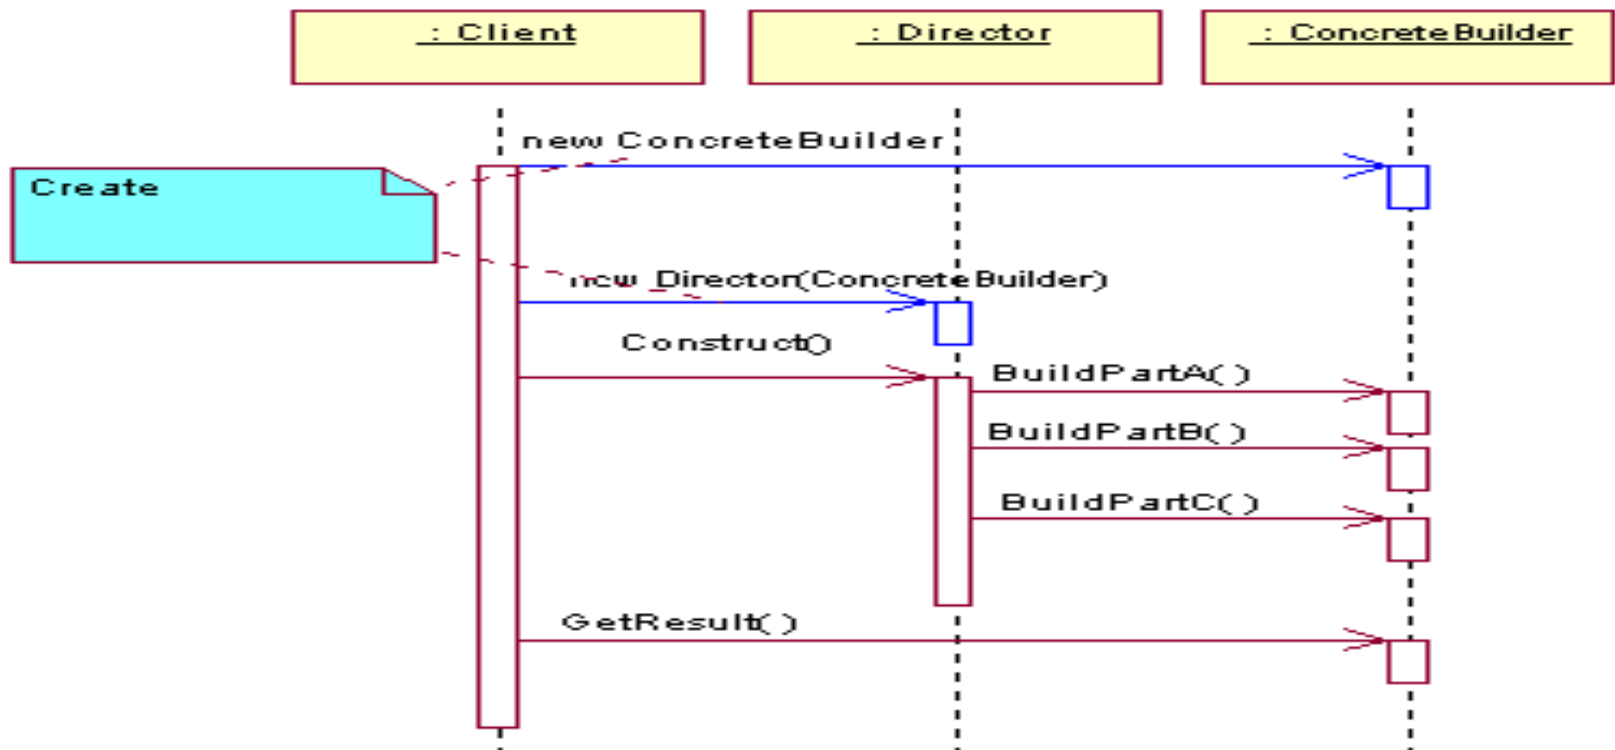 : Client
: Director
: ConcreteBuilder
new ConcreteBuilder
Create
new Director(ConcreteBuilder)
Construct()
BuildPartA()
BuildPartB()
BuildPartC()
GetResult()